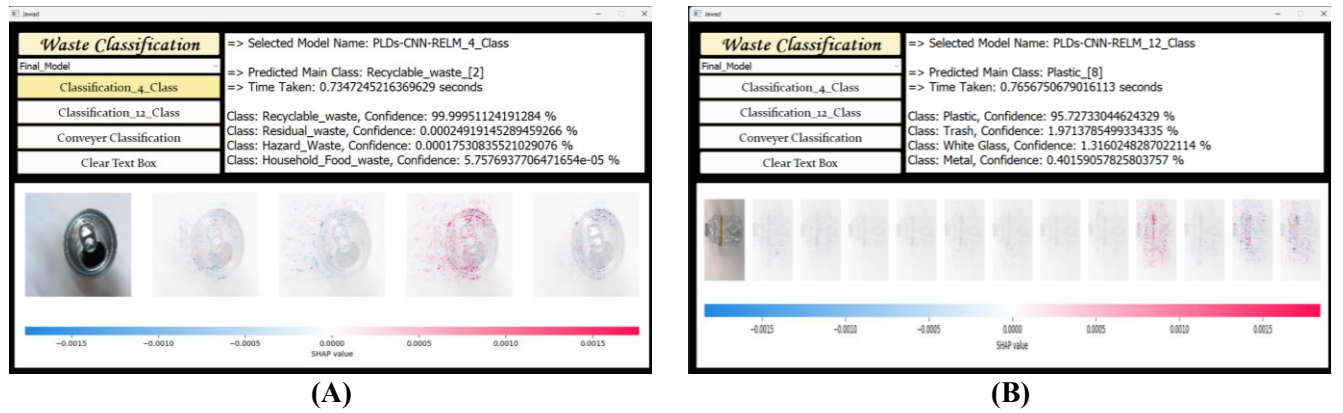 Jawad
Waste Classification
Final_Model
Classification_4_Class
Classification_12_Class
Conveyer Classification
Clear Text Box
=> Selected Model Name: PLDs-CNN-RELM_4_Class
=> Predicted Main Class: Recyclable_waste_[2]
=> Time Taken: 0.7347245216369629 seconds
Class: Recyclable_waste, Confidence: 99.99951124191284 %
Class: Residual_waste, Confidence: 0.00024919145289459266 %
Class: Hazard_Waste, Confidence: 0.00017530835521029076 %
Class: Household_Food_waste, Confidence: 5.7576937706471654e-05 %
−0.0015 −0.0010 −0.0005 0.0000 0.0005 0.0010 0.0015
SHAP value
(A)
Jawad
Waste Classification
Final_Model
Classification_4_Class
Classification_12_Class
Conveyer Classification
Clear Text Box
=> Selected Model Name: PLDs-CNN-RELM_12_Class
=> Predicted Main Class: Plastic_[8]
=> Time Taken: 0.7656750679016113 seconds
Class: Plastic, Confidence: 95.72733044624329 %
Class: Trash, Confidence: 1.9713785499334335 %
Class: White Glass, Confidence: 1.3160248287022114 %
Class: Metal, Confidence: 0.40159057825803757 %
−0.0015 −0.0010 −0.0005 0.0000 0.0005 0.0010 0.0015
SHAP value
(B)